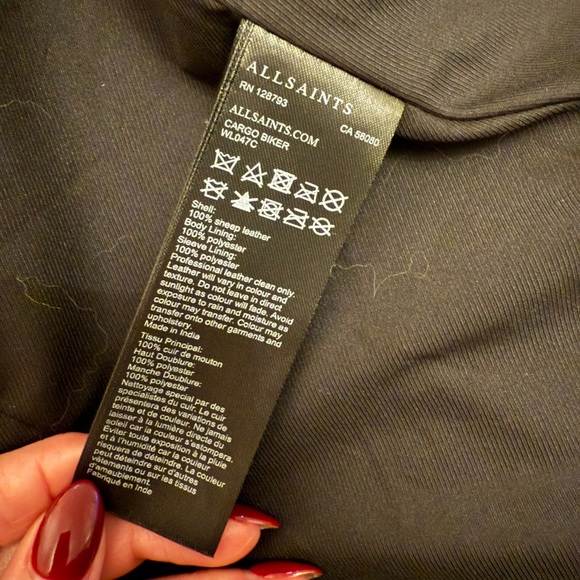 ALLSAINTS
RN 128793 CA 58080
ALLSAINTS.COM
CARGO BIKER
WL047C
Shell:
100% sheep leather
Body Lining:
100% polyester
Sleeve Lining:
100% polyester
Professional leather clean only.
Leather will vary in colour and
texture. Do not leave in direct
sunlight as colour will fade. Avoid
exposure to rain and moisture as
colour may transfer. Colour may
transfer onto other garments and
upholstery.
Made in India
Tissu Principal:
100% cuir de mouton
Haut Doublure:
100% polyester
Manche Doublure:
100% polyester
Nettoyage spécial par des
spécialistes du cuir. Le cuir
présentera des variations de
teinte et de couleur. Ne jamais
laisser à la lumière directe du
soleil car la couleur s'estompera.
Eviter toute exposition à la pluie
et à l'humidité car la couleur
risquera de déteindre. La couleur
peut déteindre sur d'autres
vêtements ou sur les tissus
d'ameublement.
Fabriqué en Inde